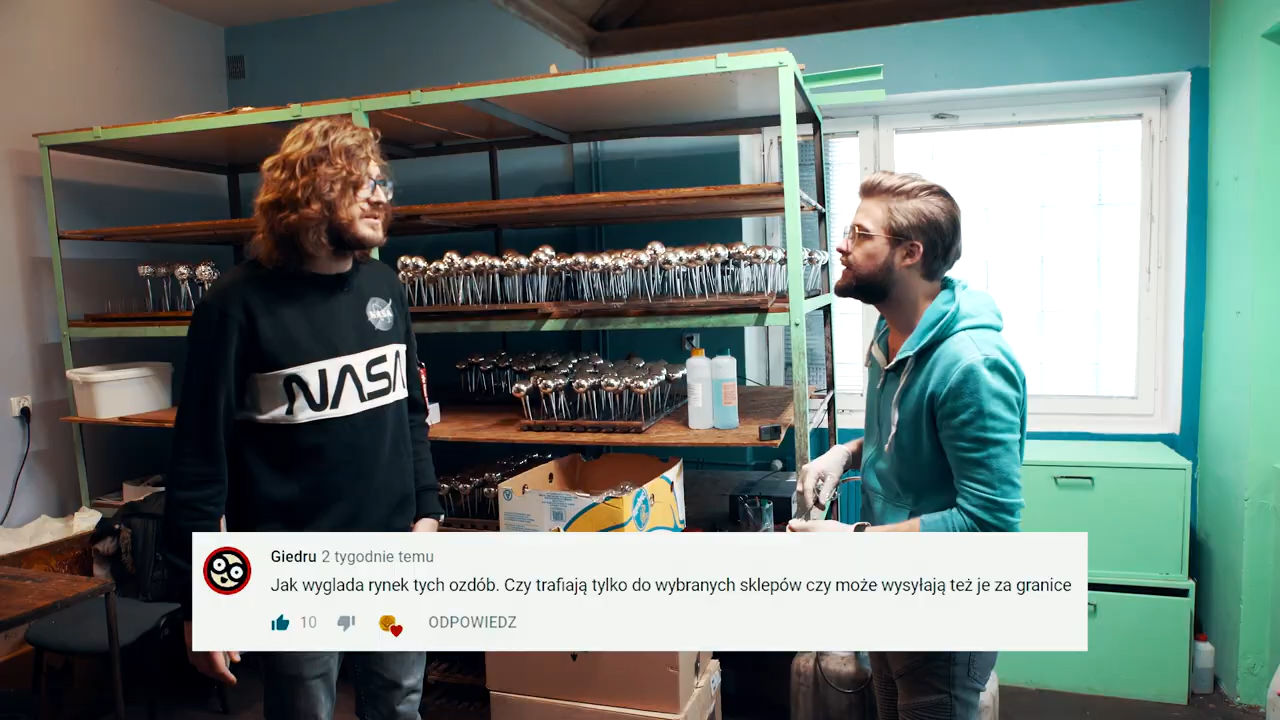 NASA
NASA
Giedru 2 tygodnie temu
Jak wyglada rynek tych ozdób. Czy trafiają tylko do wybranych sklepów czy może wysyłają też je za granice
10
ODPOWIEDZ